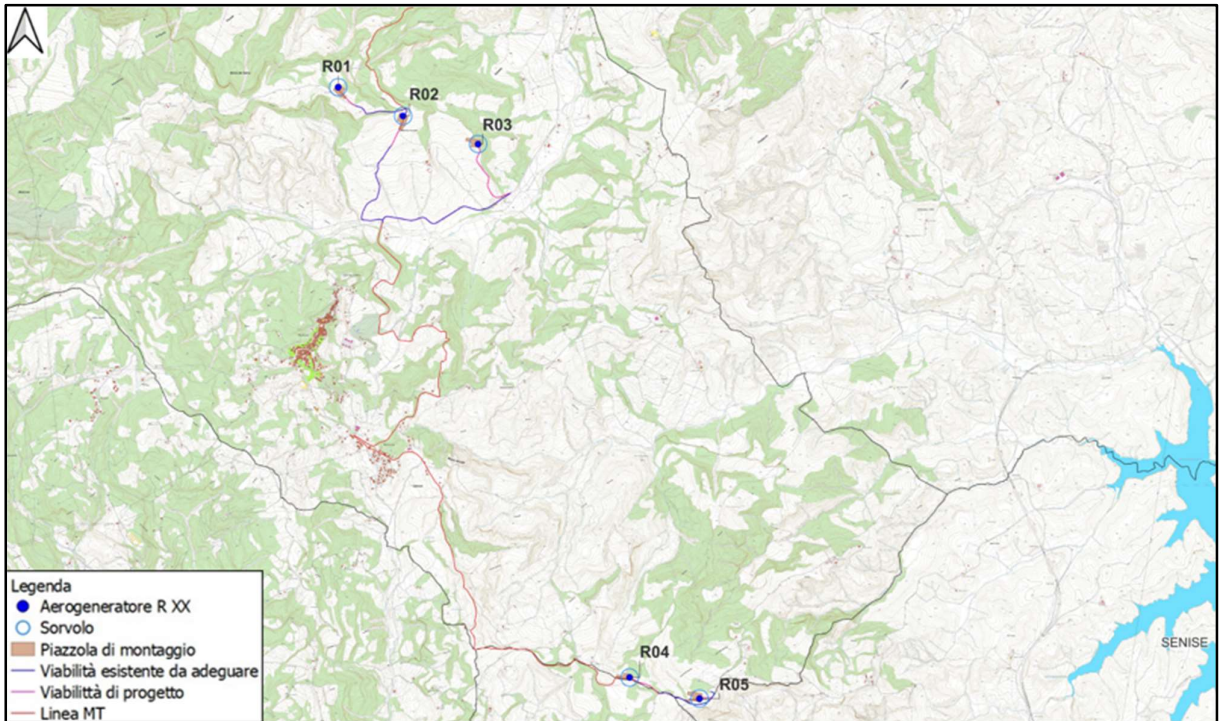 R01
R02
R03
R04
R05
SENISE
Legenda
Aerogeneratore R XX
Sorvolo
Piazzola di montaggio
Viabilità esistente da adeguare
Viabilittà di progetto
Linea MT